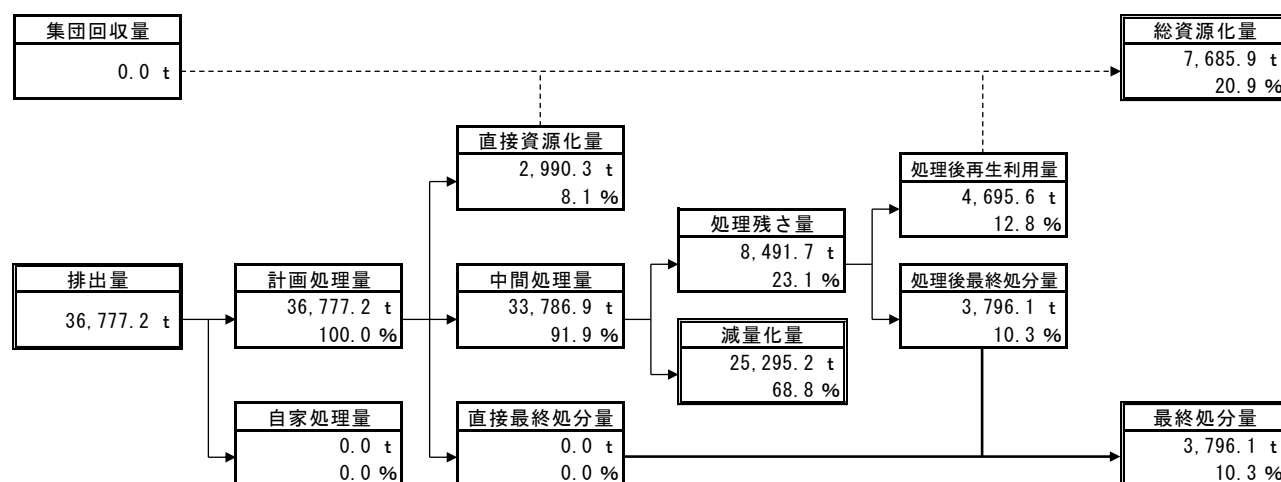 集団回収量
0.0 t
総資源化量
7,685.9 t
20.9 %
直接資源化量
2,990.3 t
8.1 %
処理後再生利用量
4,695.6 t
12.8 %
処理残さ量
8,491.7 t
23.1 %
排出量
36,777.2 t
計画処理量
36,777.2 t
100.0 %
中間処理量
33,786.9 t
91.9 %
処理後最終処分量
3,796.1 t
10.3 %
減量化量
25,295.2 t
68.8 %
自家処理量
0.0 t
0.0 %
直接最終処分量
0.0 t
0.0 %
最終処分量
3,796.1 t
10.3 %